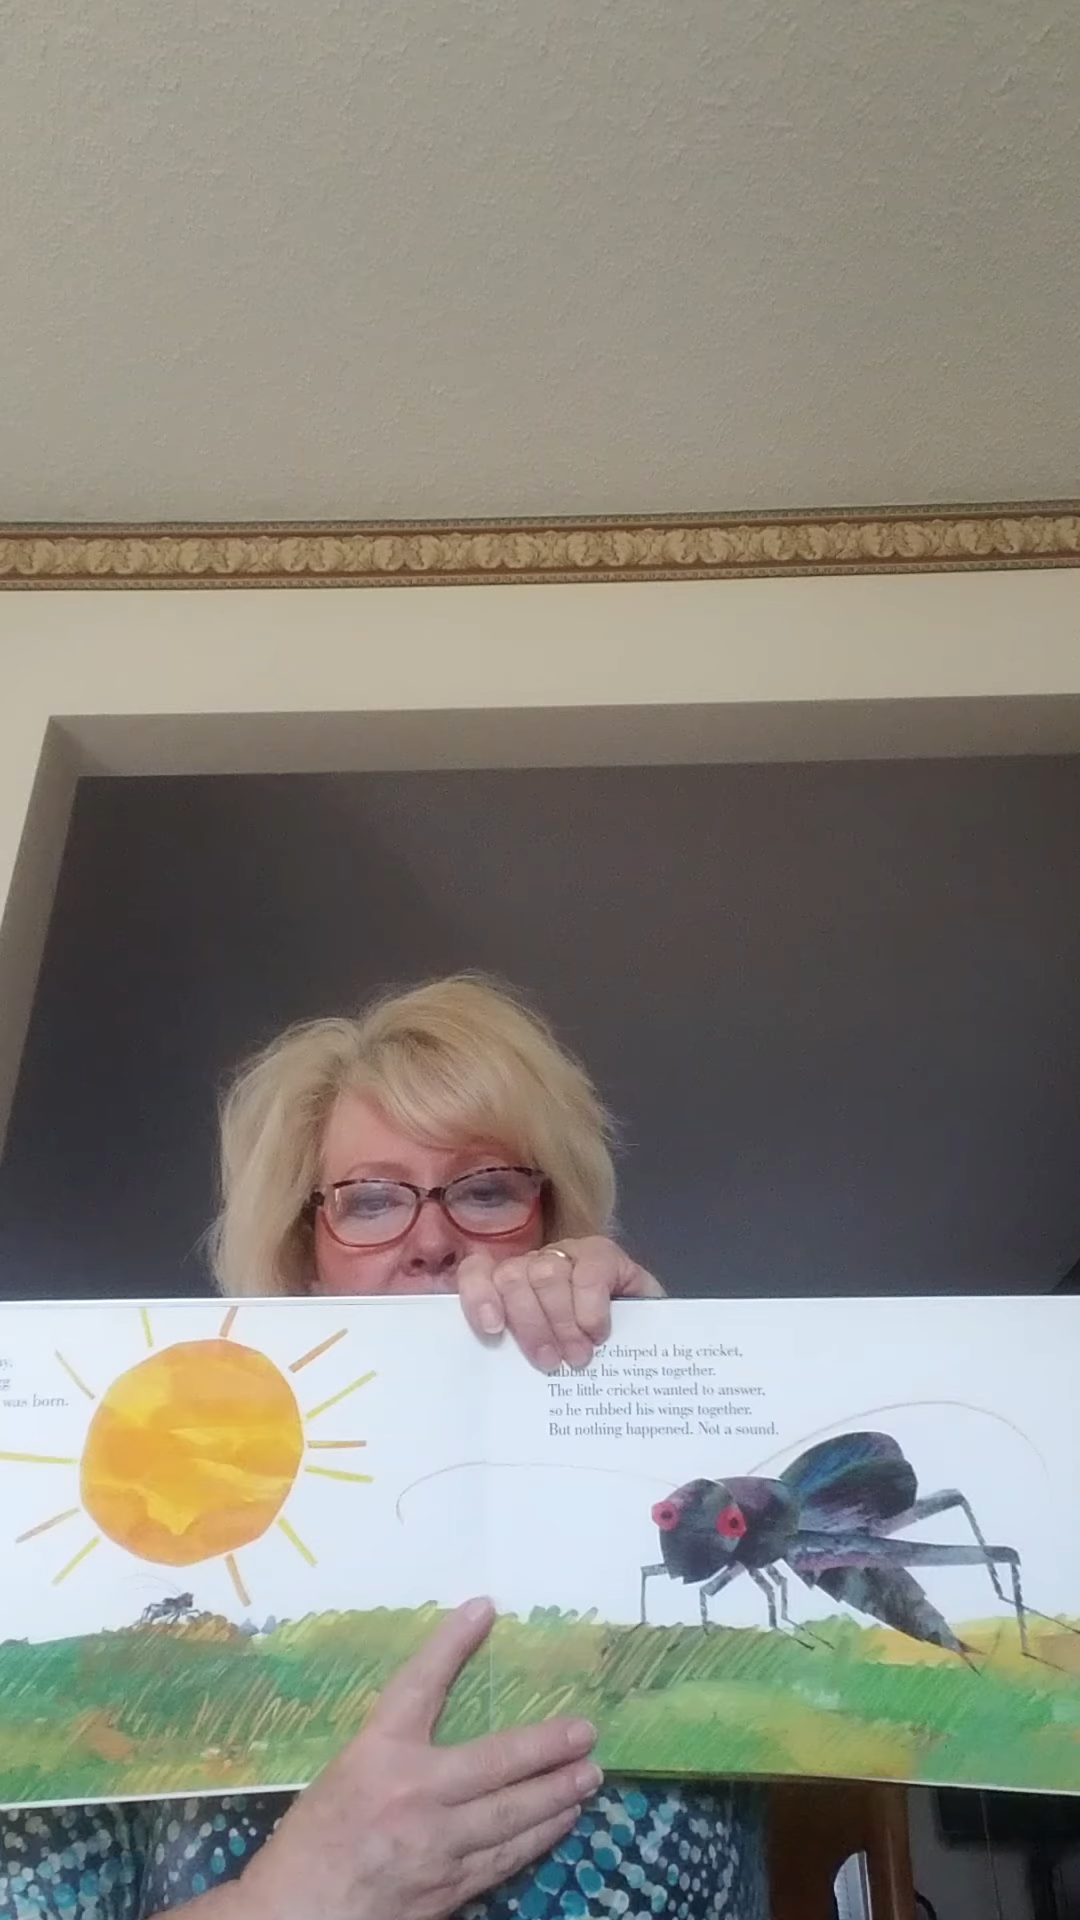 was born.
chirped a big cricket,
rubbing his wings together.
The little cricket wanted to answer,
so he rubbed his wings together.
But nothing happened. Not a sound.